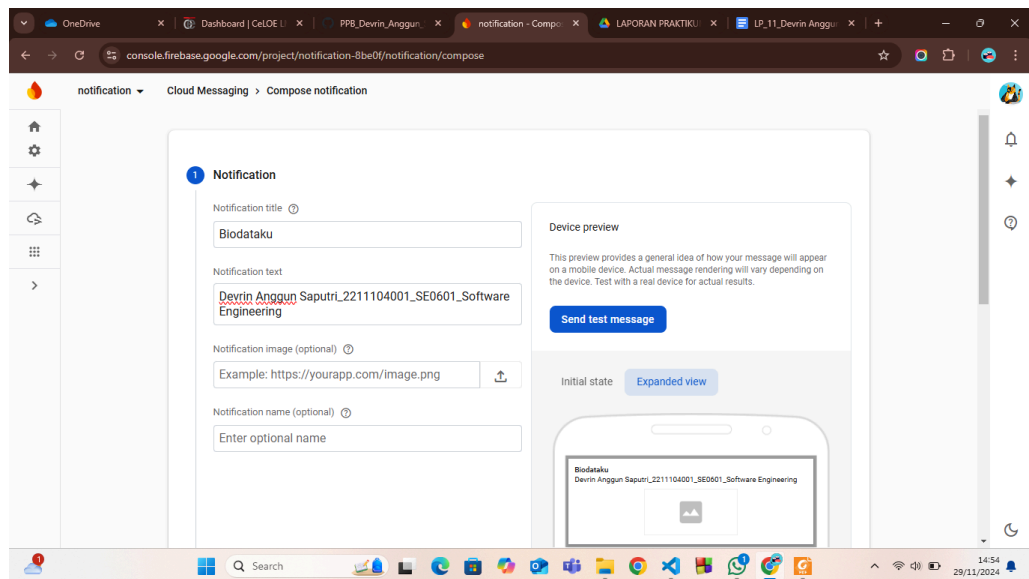 OneDrive
Dashboard | CeLOE L
PPB_Devrin_Anggun_
notification - Compo
LAPORAN PRAKTIKU
LP_11_Devrin Anggu
console.firebase.google.com/project/notification-8be0f/notification/compose
notification
Cloud Messaging > Compose notification
1 Notification
Notification title
Biodataku
Notification text
Devrin Anggun Saputri_2211104001_SE0601_Software
Engineering
Notification image (optional)
Example: https://yourapp.com/image.png
Notification name (optional)
Enter optional name
Device preview
This preview provides a general idea of how your message will appear
on a mobile device. Actual message rendering will vary depending on
the device. Test with a real device for actual results.
Send test message
Initial state
Expanded view
Biodataku
Devrin Anggun Saputri_2211104001_SE0601_Software Engineering
1
Search
1
14:54
29/11/2024